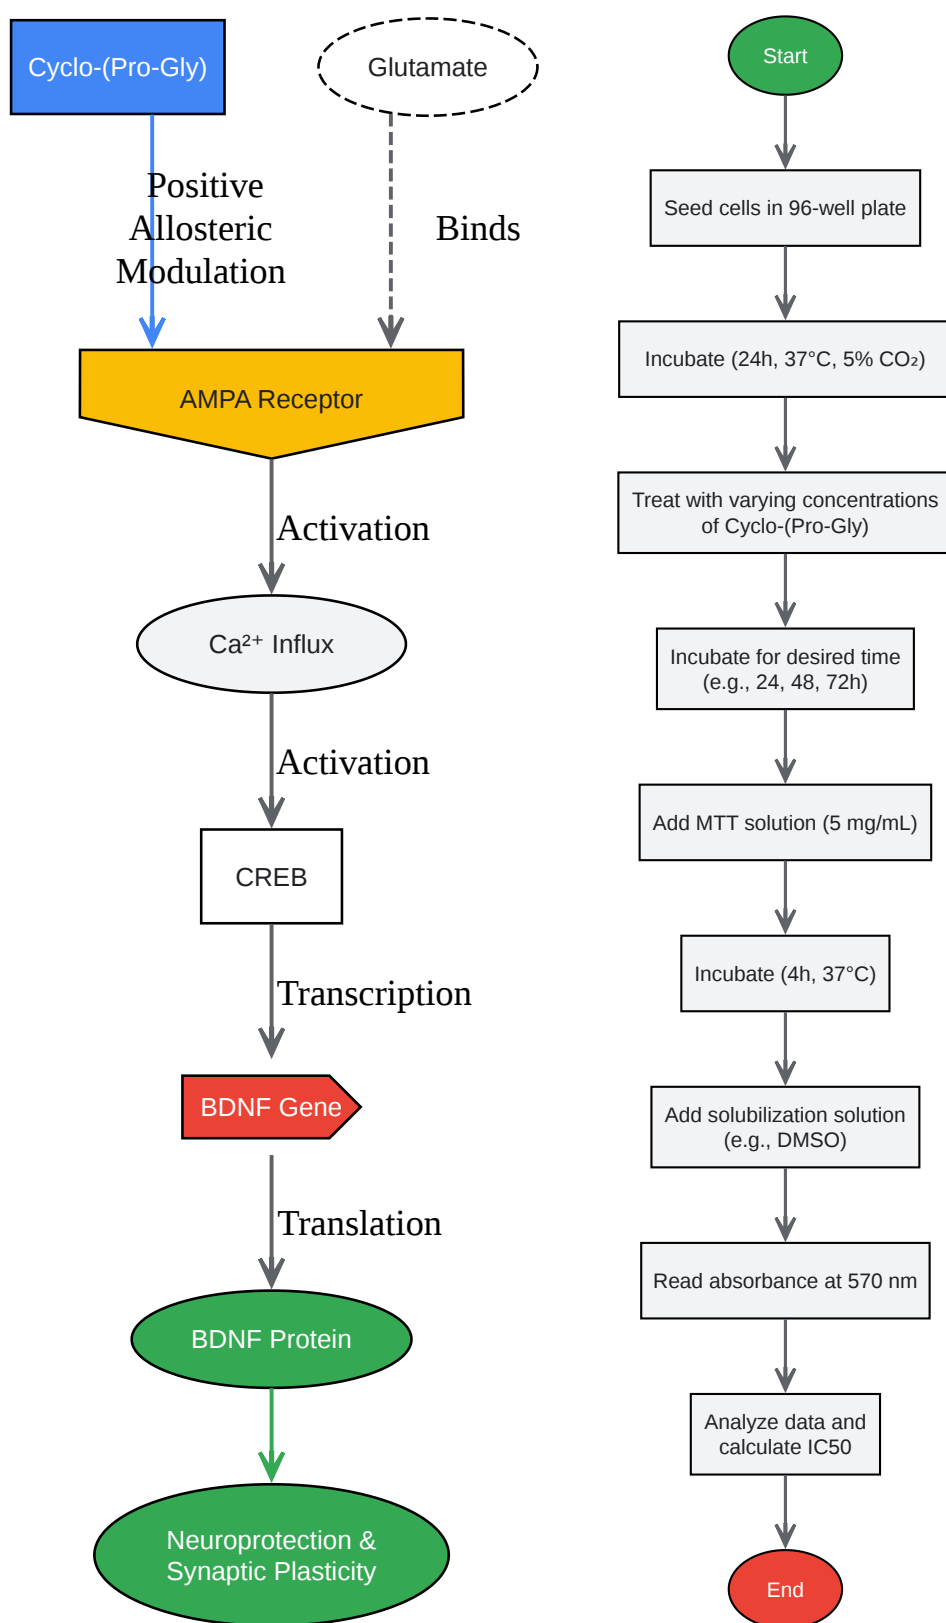 Cyclo-(Pro-Gly)
Glutamate
Positive
Allosteric
Modulation
Binds
AMPA Receptor
Activation
Ca²⁺ Influx
Activation
CREB
Transcription
BDNF Gene
Translation
BDNF Protein
Neuroprotection &
Synaptic Plasticity
Start
Seed cells in 96-well plate
Incubate (24h, 37°C, 5% CO₂)
Treat with varying concentrations
of Cyclo-(Pro-Gly)
Incubate for desired time
(e.g., 24, 48, 72h)
Add MTT solution (5 mg/mL)
Incubate (4h, 37°C)
Add solubilization solution
(e.g., DMSO)
Read absorbance at 570 nm
Analyze data and
calculate IC50
End